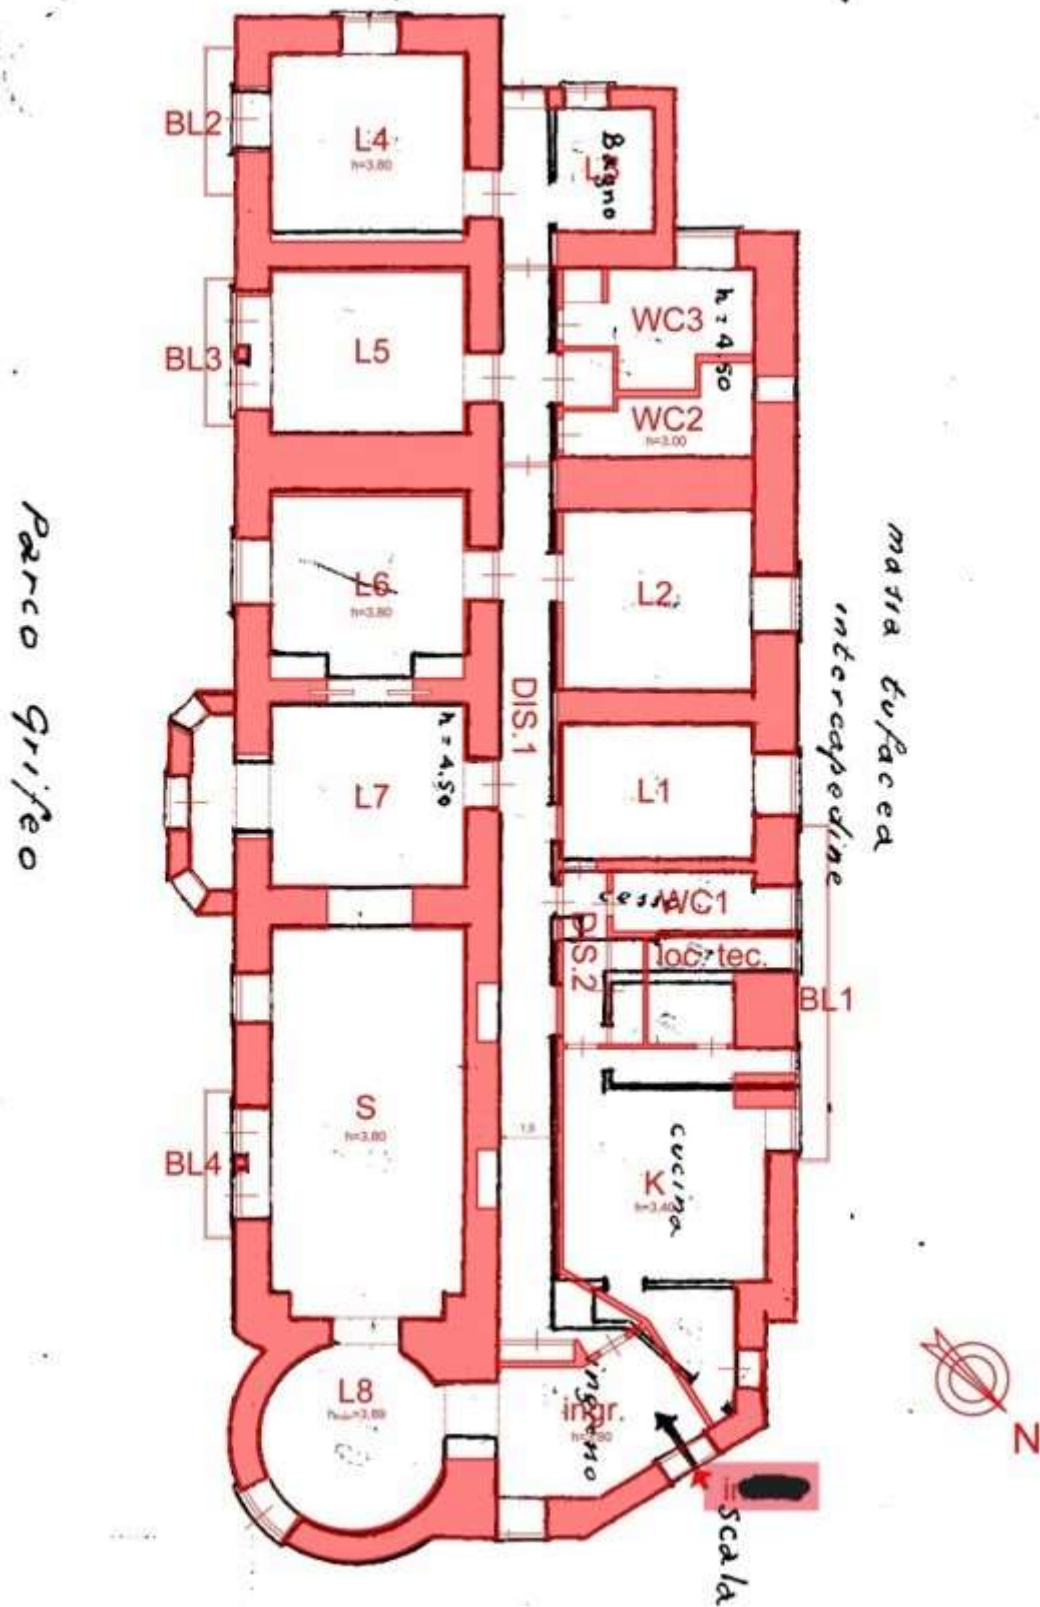 BL2
L4
h=3.80
Bagno
BL3
L5
WC3
h=4.50
WC2
h=3.00
L6
h=3.80
L2
massa tufacea
intercapedine
Parco Grifeo
DIS.1
L7
h=4.50
L1
WC1
DIS.2
loc. tec.
BL1
S
h=3.80
BL4
K
h=3.40
cucina
L8
ingr.
N
scala